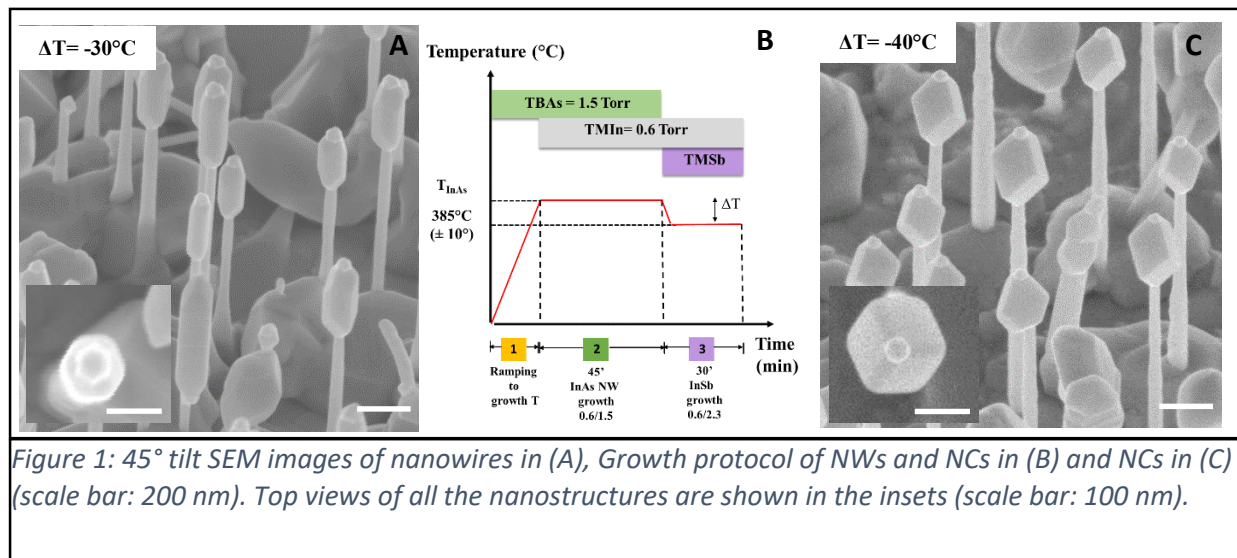 ΔT= -30°C
A
Temperature (°C)
B
TBAs = 1.5 Torr
TMIn= 0.6 Torr
TMSb
T_InAs
385°C
(± 10°)
ΔT
Time
(min)
1
Ramping
to
growth T
2
45’
InAs NW
growth
0.6/1.5
3
30’
InSb
growth
0.6/2.3
ΔT= -40°C
C
Figure 1: 45° tilt SEM images of nanowires in (A), Growth protocol of NWs and NCs in (B) and NCs in (C)
(scale bar: 200 nm). Top views of all the nanostructures are shown in the insets (scale bar: 100 nm).